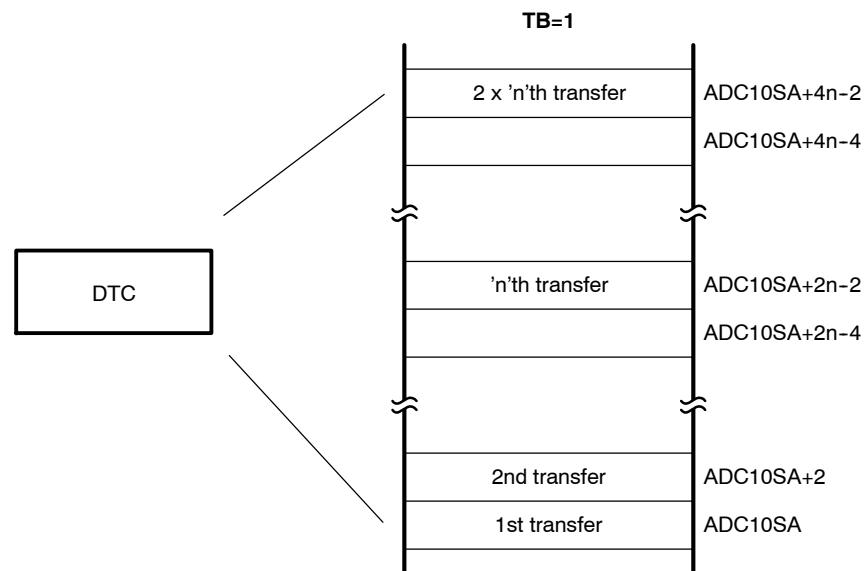 TB=1
2 x ’n’th transfer ADC10SA+4n-2
ADC10SA+4n-4
DTC
’n’th transfer ADC10SA+2n-2
ADC10SA+2n-4
2nd transfer ADC10SA+2
1st transfer ADC10SA